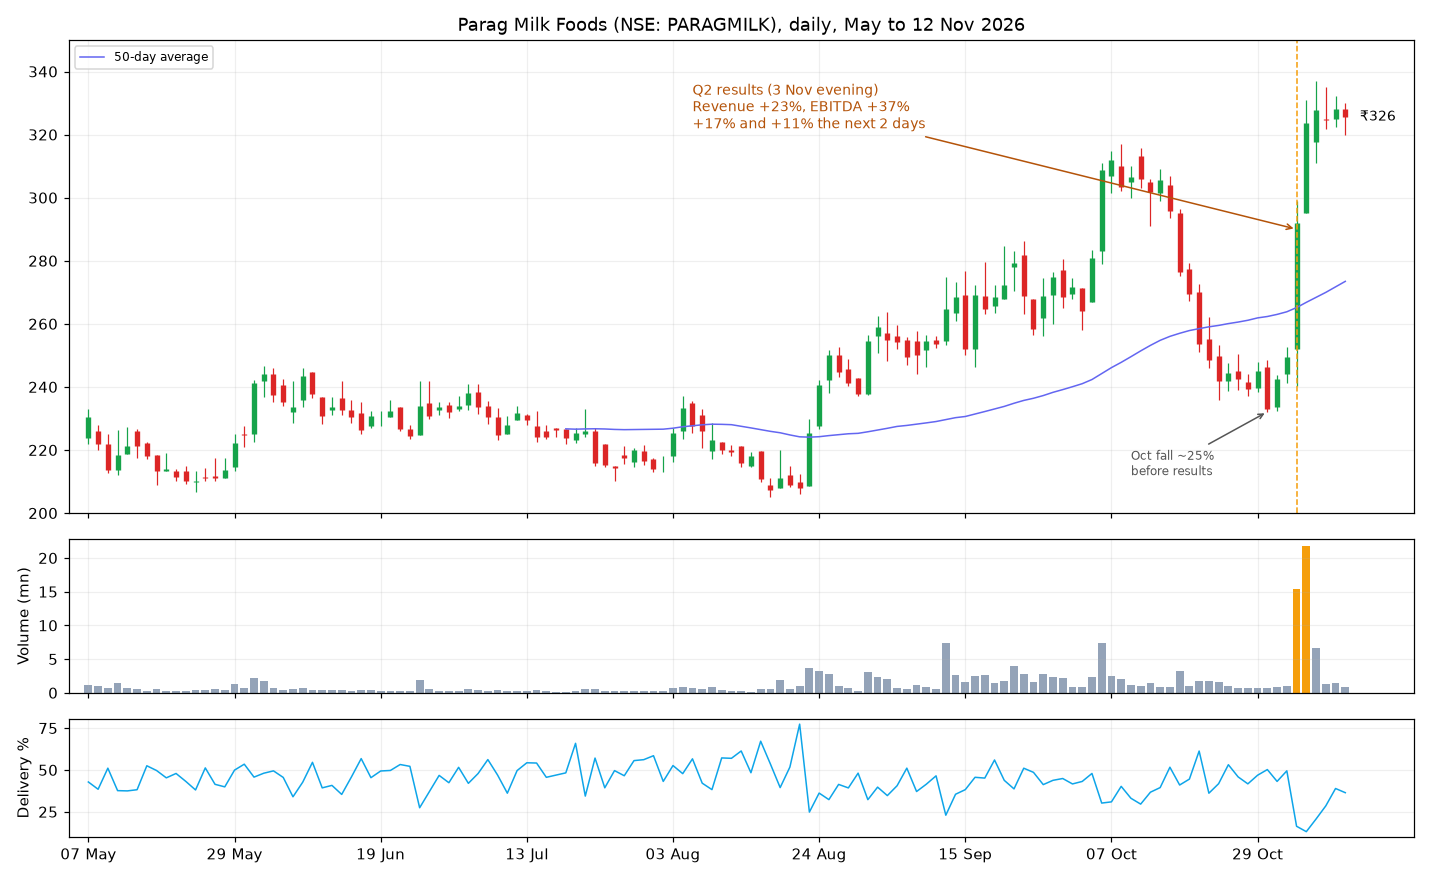 Parag Milk Foods (NSE: PARAGMILK), daily, May to 12 Nov 2026
50-day average
340
320
300
280
260
240
220
200
Q2 results (3 Nov evening)
Revenue +23%, EBITDA +37%
+17% and +11% the next 2 days
₹326
Oct fall ~25%
before results
Volume (mn)
20
15
10
5
0
Delivery %
75
50
25
07 May
29 May
19 Jun
13 Jul
03 Aug
24 Aug
15 Sep
07 Oct
29 Oct